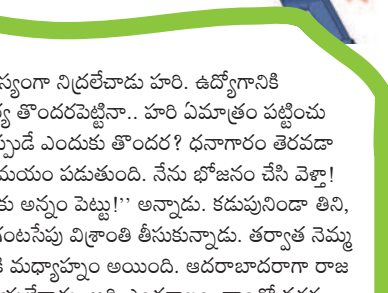 స్యంగా నిద్రలేచాడు హరి. ఉద్యోగానికి
తొందరపెట్టినా.. హరి ఏమాత్రం పట్టించు
ప్పుడే ఎందుకు తొందర? ధనాగారం తెరవడా
మయం పడుతుంది. నేను భోజనం చేసి వెళ్తా!
కు అన్నం పెట్టు!'' అన్నాడు. కడుపునిండా తిని,
గంటసేపు విశ్రాంతి తీసుకున్నాడు. తర్వాత నెమ్మ
కి మధ్యాహ్నం అయింది. ఆదరాబాదరాగా రాజ